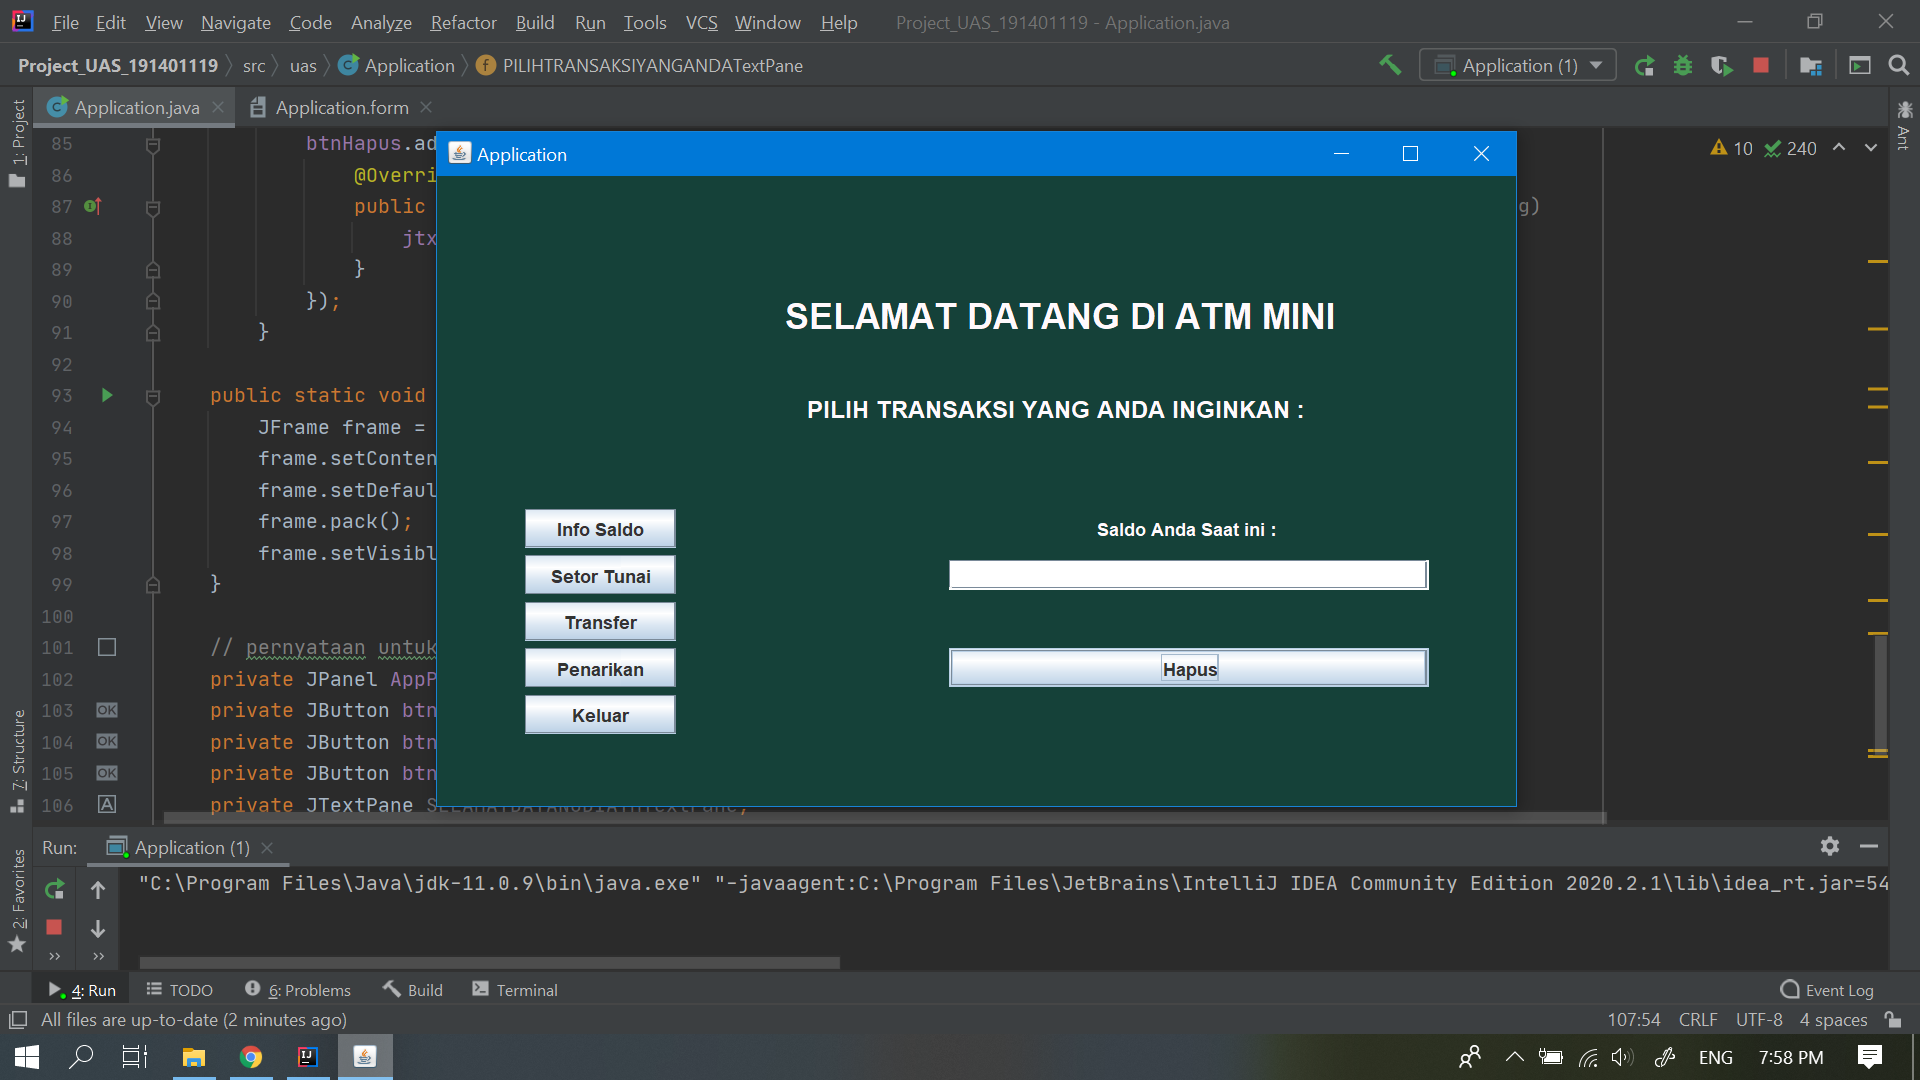 File Edit View Navigate Code Analyze Refactor Build Run Tools VCS Window Help Project_UAS_191401119 - Application.java
Project_UAS_191401119 src uas Application PILIHTRANSAKSIYANGANDATextPane Application (1)
Application.java Application.form
1: Project
Ant
10 240
85 btnHapus.ad
86 @Overri
87 public g)
88 jtx
89 }
90 });
91 }
92
93 public static void
94 JFrame frame =
95 frame.setConten
96 frame.setDefaul
97 frame.pack();
98 frame.setVisibl
99 }
100
101 // pernyataan untuk
102 private JPanel AppP
103 private JButton btn
104 private JButton btn
105 private JButton btn
106 private JTextPane
Application
SELAMAT DATANG DI ATM MINI
PILIH TRANSAKSI YANG ANDA INGINKAN :
Info Saldo
Setor Tunai
Transfer
Penarikan
Keluar
Saldo Anda Saat ini :
Hapus
7: Structure
2: Favorites
Run: Application (1)
"C:\Program Files\Java\jdk-11.0.9\bin\java.exe" "-javaagent:C:\Program Files\JetBrains\IntelliJ IDEA Community Edition 2020.2.1\lib\idea_rt.jar=54
4: Run TODO 6: Problems Build Terminal Event Log
All files are up-to-date (2 minutes ago) 107:54 CRLF UTF-8 4 spaces
ENG 7:58 PM